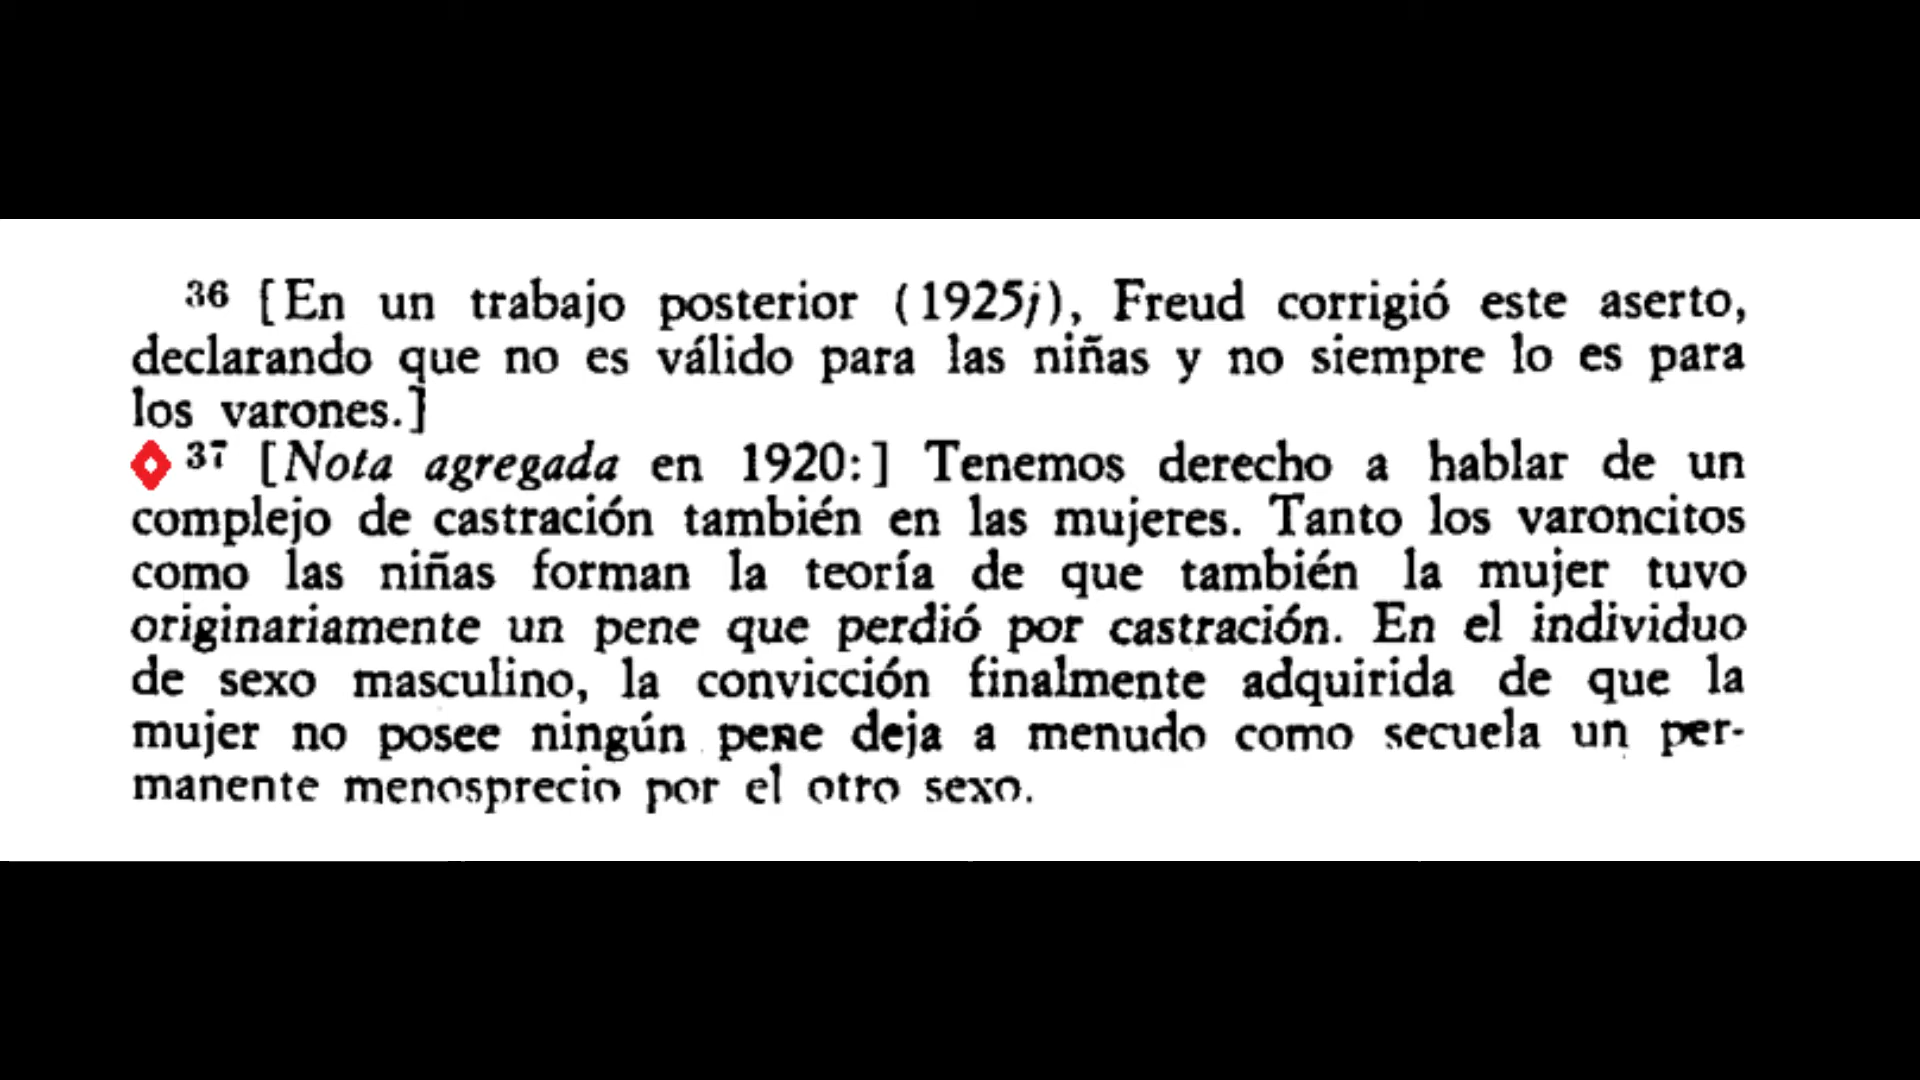 36 [En un trabajo posterior (1925j), Freud corrigió este aserto,
declarando que no es válido para las niñas y no siempre lo es para
los varones.]
37 [Nota agregada en 1920:] Tenemos derecho a hablar de un
complejo de castración también en las mujeres. Tanto los varoncitos
como las niñas forman la teoría de que también la mujer tuvo
originariamente un pene que perdió por castración. En el individuo
de sexo masculino, la convicción finalmente adquirida de que la
mujer no posee ningún pene deja a menudo como secuela un per-
manente menosprecio por el otro sexo.